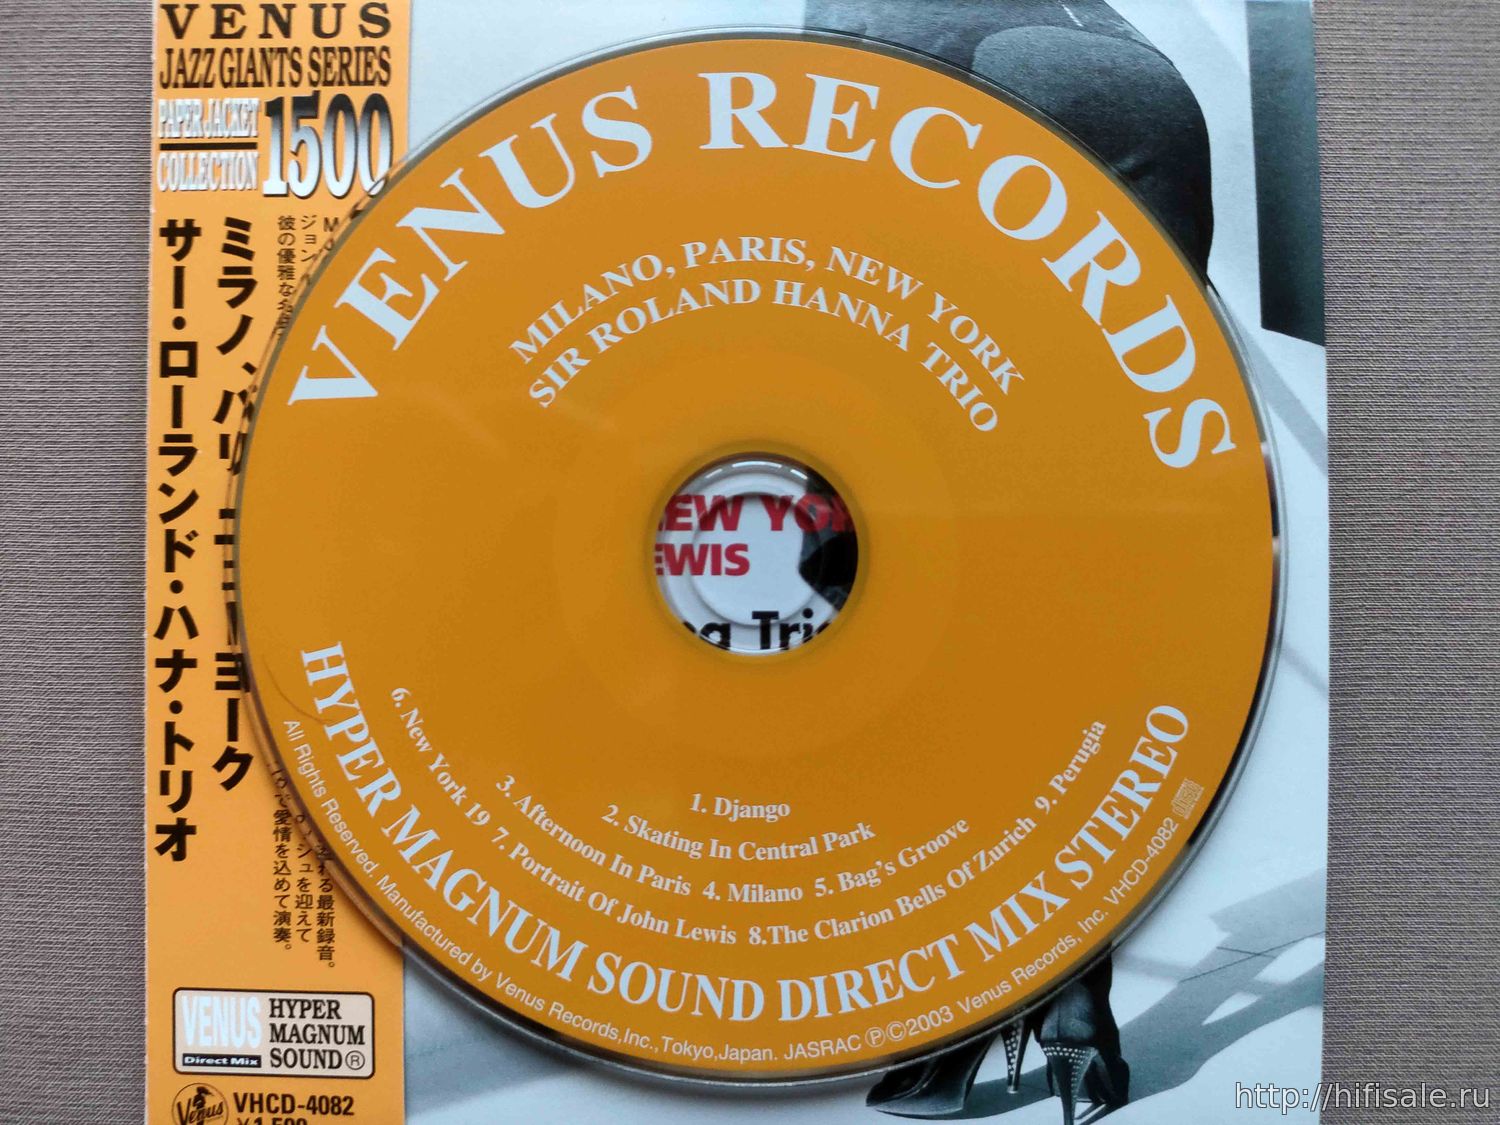 VENUS
JAZZ GIANTS SERIES
PAPER JACKET
COLLECTION
1500
ミラノ、パリ、ニューヨーク
サー・ローランド・ハナ・トリオ
ジョン
彼の優雅な
最新録音。
シュを迎えて
で愛情を込めて演奏。
VENUS
Direct Mix
HYPER
MAGNUM
SOUND®
Venus
VHCD-4082
VENUS RECORDS
MILANO, PARIS, NEW YORK
SIR ROLAND HANNA TRIO
EW YO
EWIS
Tri
1. Django
2. Skating In Central Park
3. Afternoon In Paris 4. Milano 5. Bag's Groove
6. New York 19 7. Portrait Of John Lewis 8.The Clarion Bells Of Zurich 9. Perugia
HYPER MAGNUM SOUND DIRECT MIX STEREO
All Rights Reserved. Manufactured by Venus Records,Inc.,Tokyo,Japan. JASRAC Ⓟ©2003 Venus Records, Inc. VHCD-4082
http://hifisale.ru